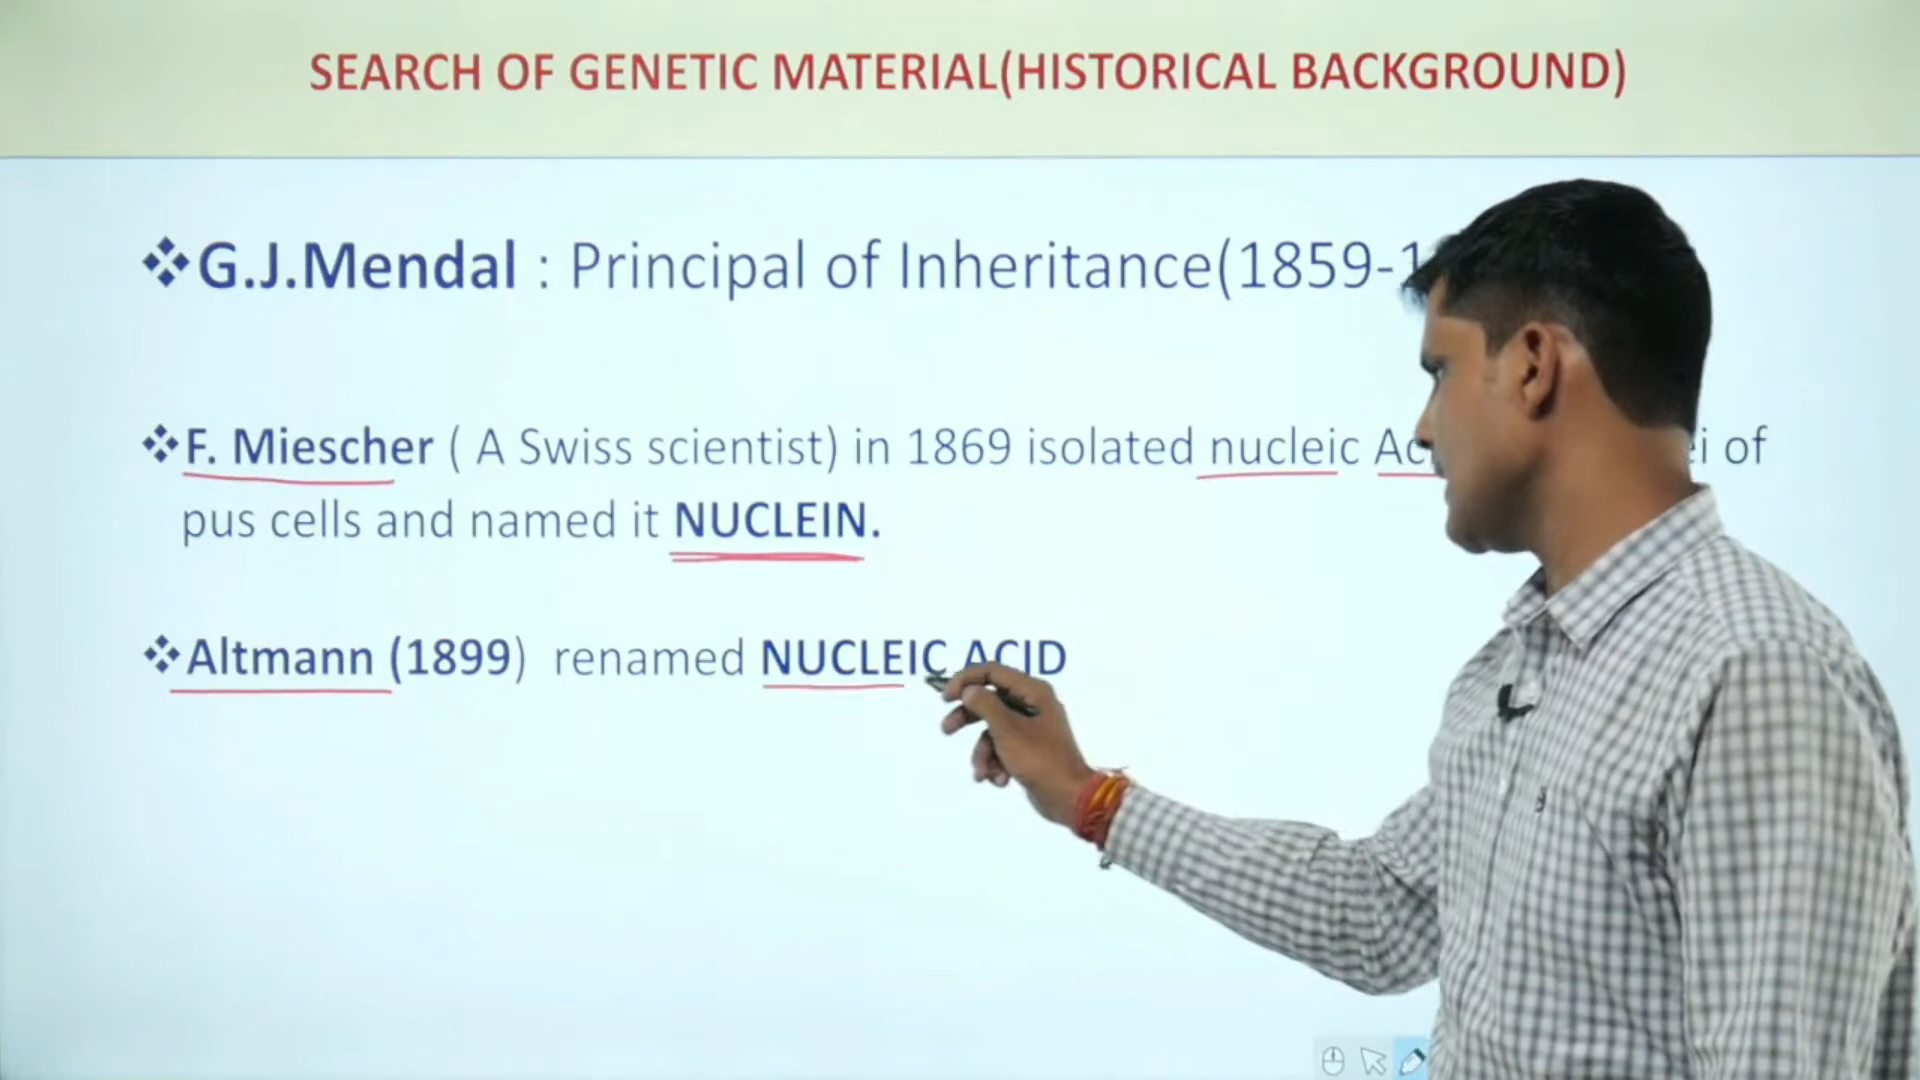 SEARCH OF GENETIC MATERIAL(HISTORICAL BACKGROUND)
❖G.J.Mendal : Principal of Inheritance(1859-1
❖F. Miescher ( A Swiss scientist) in 1869 isolated nucleic of
pus cells and named it NUCLEIN.
❖Altmann (1899) renamed NUCLEIC ACID